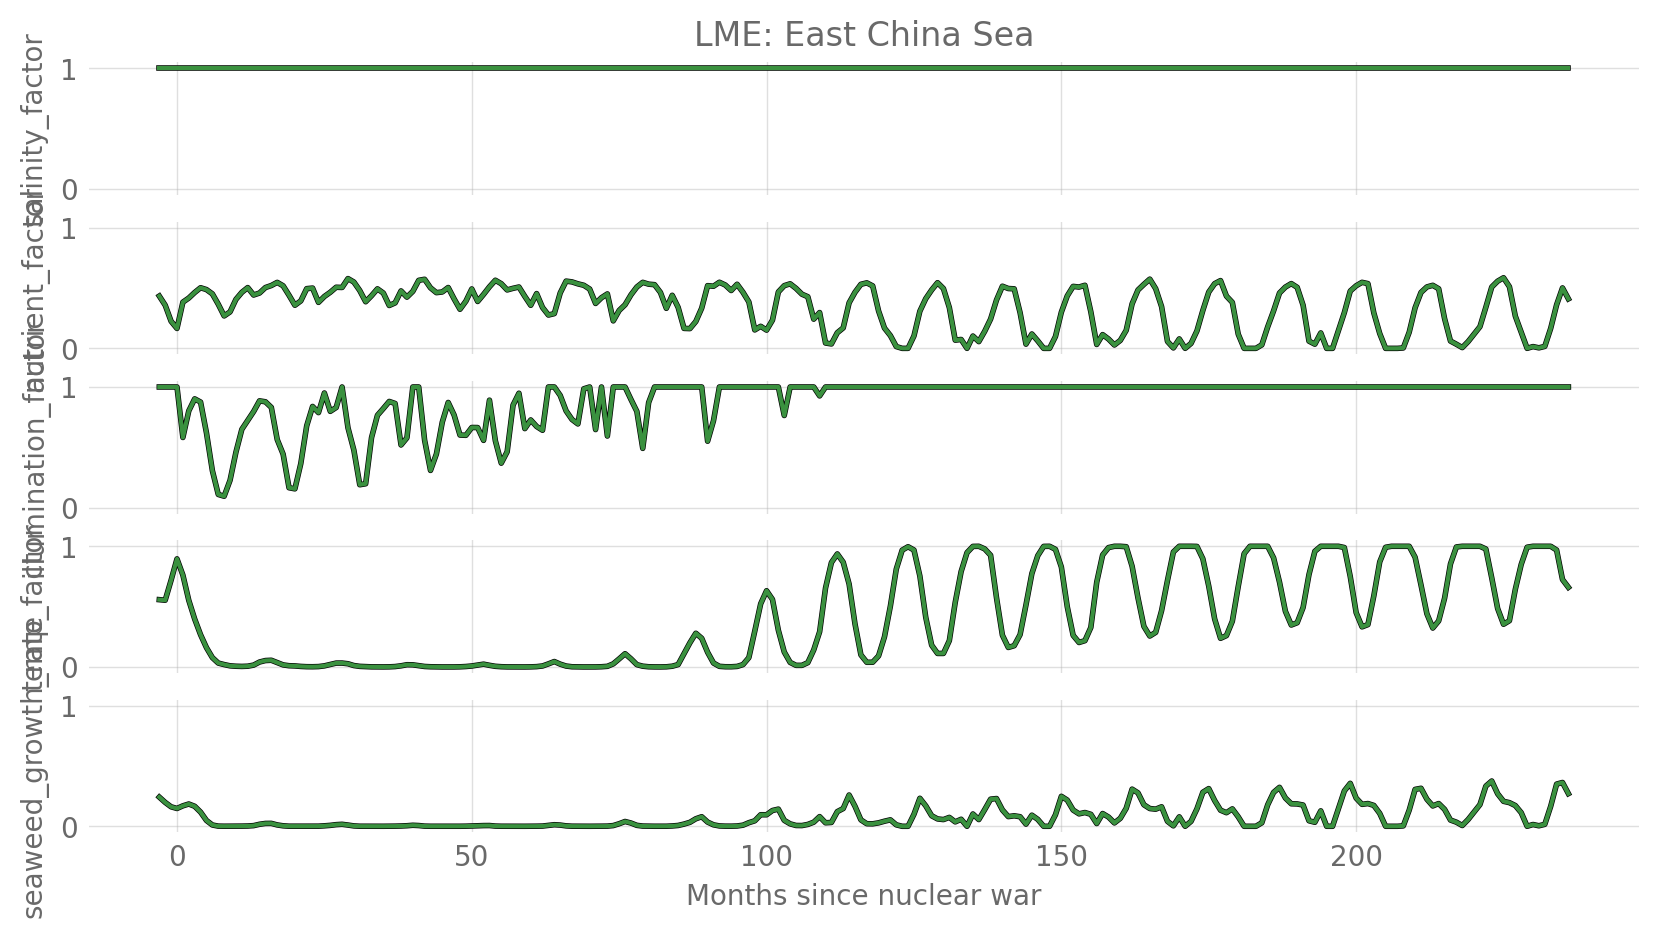 LME: East China Sea
salinity_factor
1
0
nutrient_factor
1
0
illumination_factor
1
0
temp_factor
1
0
seaweed_growth_rate
1
0
0
50
100
150
200
Months since nuclear war